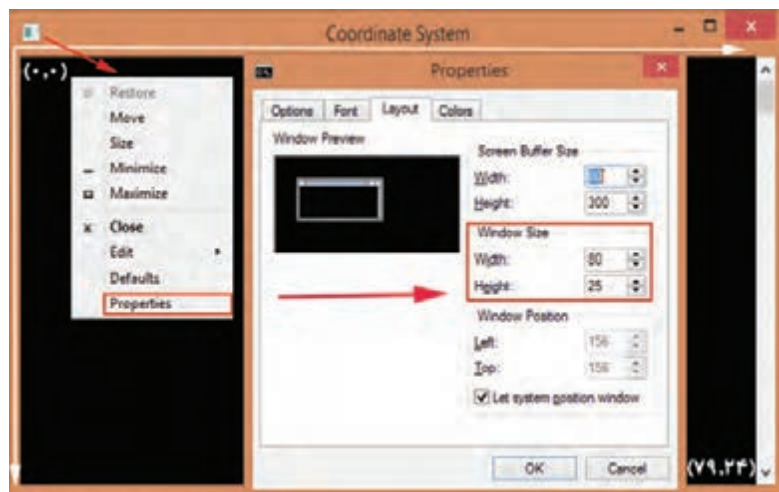 Coordinate System
(۰,۰)
Restore
Move
Size
Minimize
Maximize
Close
Edit
Defaults
Properties
Properties
Options Font Layout Colors
Window Preview
Screen Buffer Size
Width:
Height: 300
Window Size
Width: 80
Height: 25
Window Position
Left: 156
Top: 156
Let system position window
OK Cancel
(۷۹,۲۴)